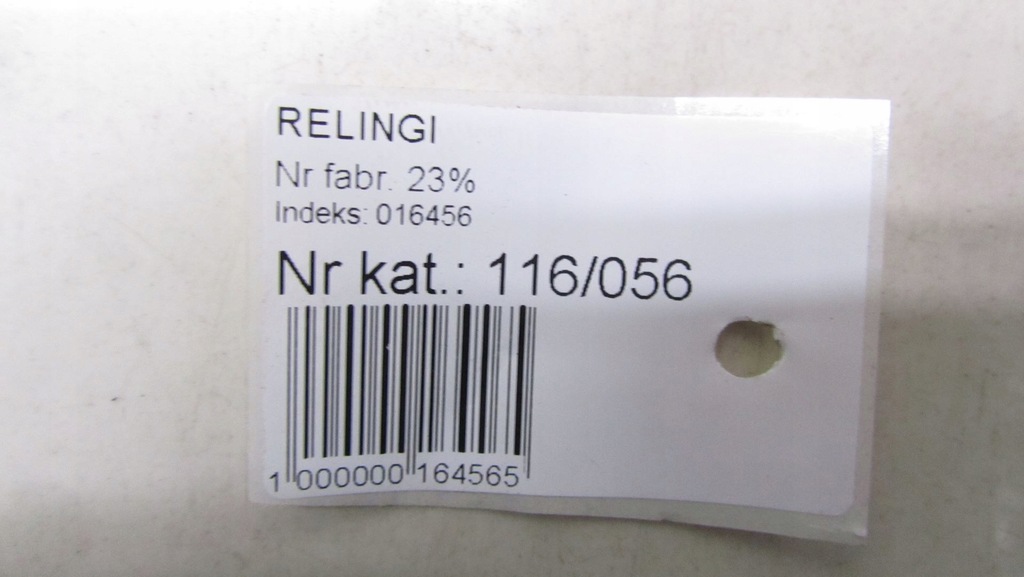 RELINGI
Nr fabr. 23%
Indeks: 016456
Nr kat.: 116/056
1 000000 164565